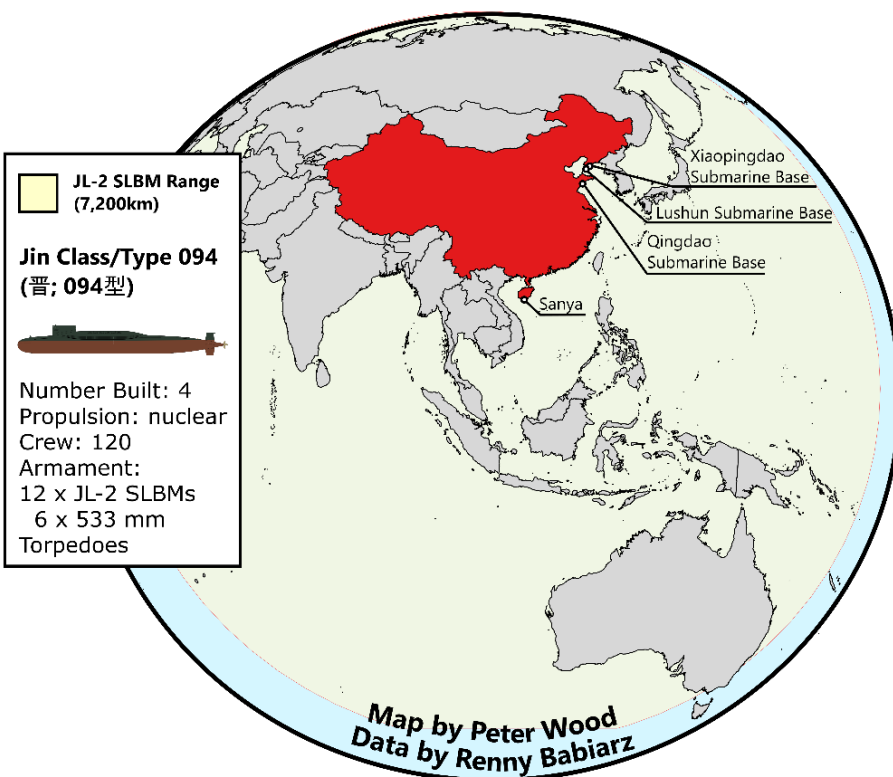 JL-2 SLBM Range
(7,200km)
Jin Class/Type 094
(晋; 094型)
Number Built: 4
Propulsion: nuclear
Crew: 120
Armament:
12 x JL-2 SLBMs
6 x 533 mm
Torpedoes
Xiaopingdao
Submarine Base
Lushun Submarine Base
Qingdao
Submarine Base
Sanya
Map by Peter Wood
Data by Renny Babiarz